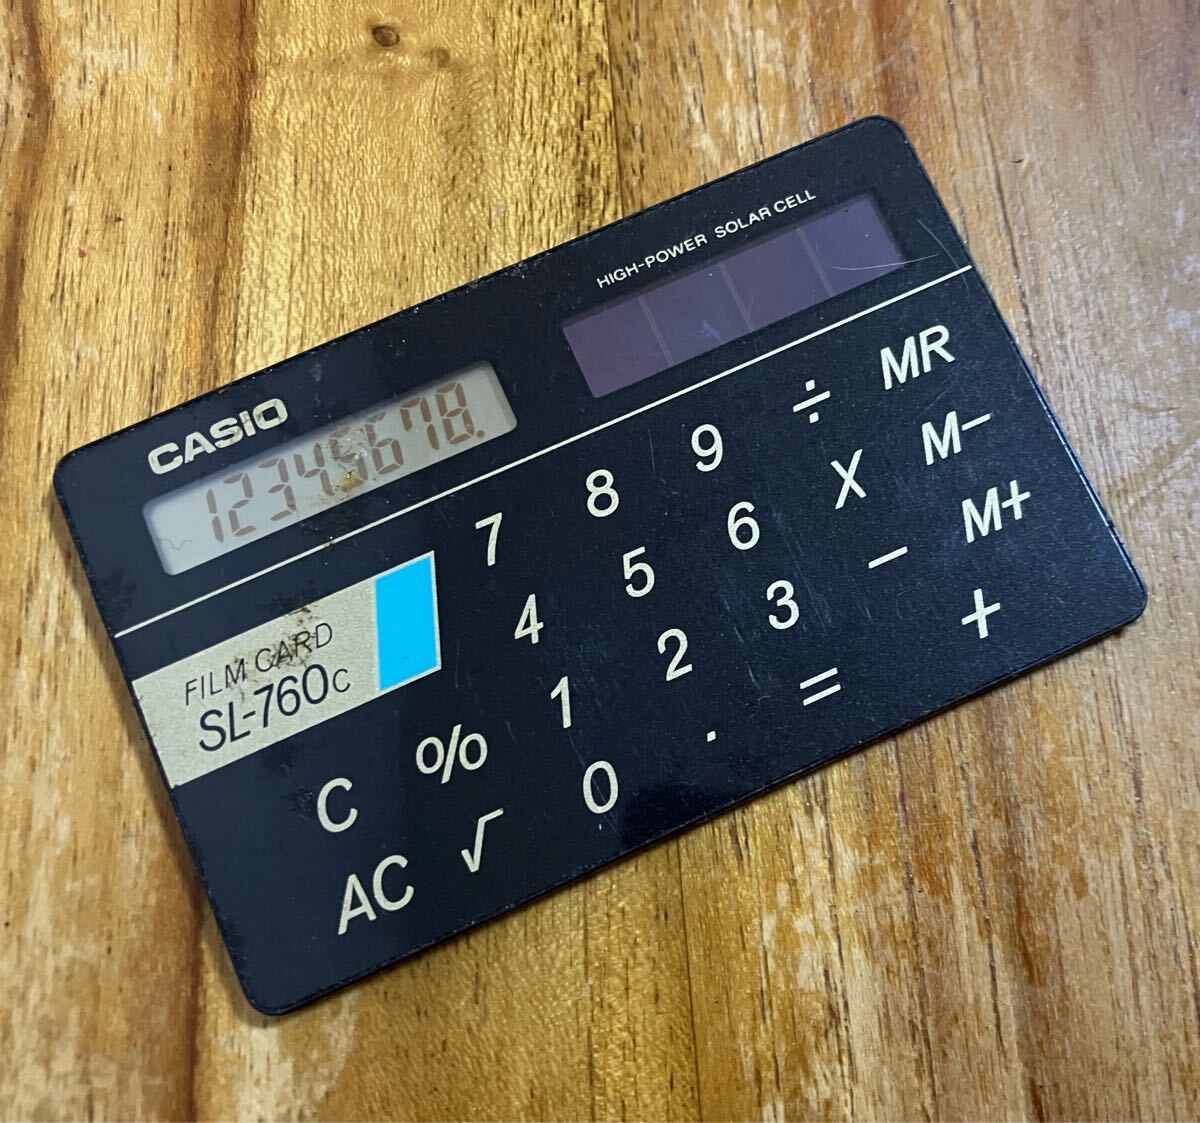 HIGH-POWER SOLAR CELL
CASIO
12345678.
FILM CARD
SL-760C
7 8 9 ÷ MR
4 5 6 X M-
1 2 3 - M+
C % 0 . = +
AC √